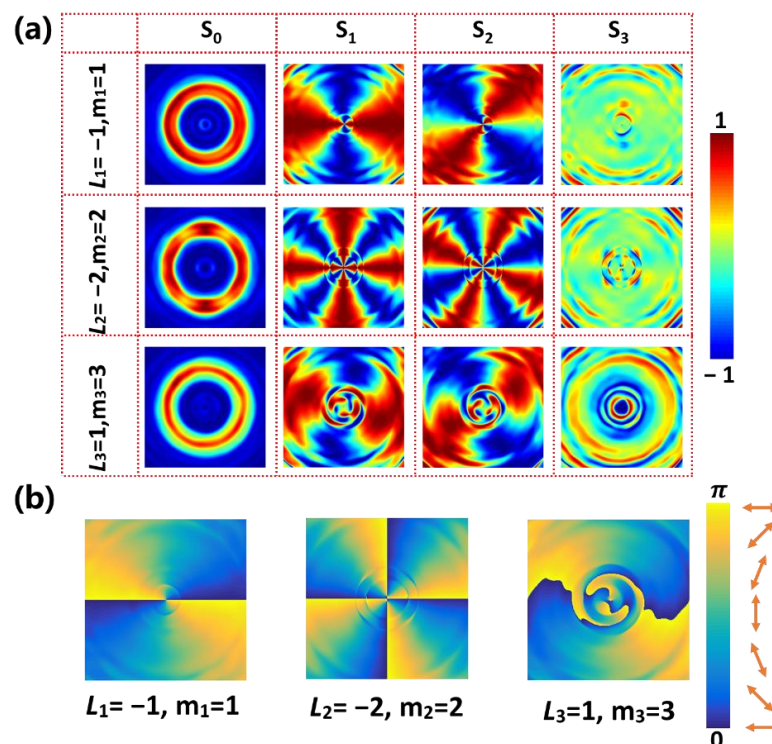 (a)
S₀ S₁ S₂ S₃
L₁= −1,m₁=1
L₂= −2,m₂=2
L₃=1,m₃=3
1
−1
(b)
π
0
L₁= −1, m₁=1 L₂= −2, m₂=2 L₃=1, m₃=3